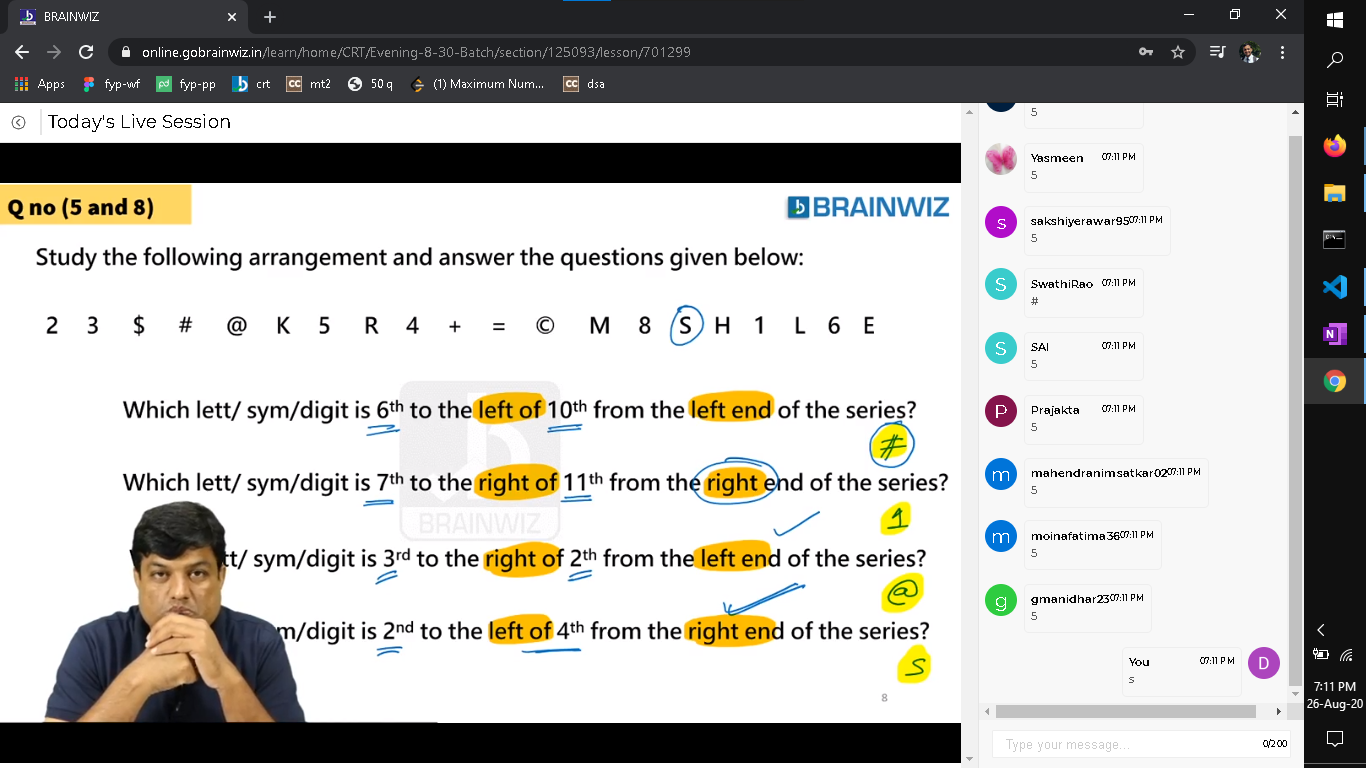 BRAINWIZ
online.gobrainwiz.in/learn/home/CRT/Evening-8-30-Batch/section/125093/lesson/701299
Apps fyp-wf fyp-pp crt CC mt2 50 q (1) Maximum Num... CC dsa
Today's Live Session
Q no (5 and 8)
BRAINWIZ
Study the following arrangement and answer the questions given below:
2 3 $ # @ K 5 R 4 + = © M 8 S H 1 L 6 E
Which lett/ sym/digit is 6th to the left of 10th from the left end of the series?
#
Which lett/ sym/digit is 7th to the right of 11th from the right end of the series?
1
tt/ sym/digit is 3rd to the right of 2th from the left end of the series?
@
m/digit is 2nd to the left of 4th from the right end of the series?
S
BRAINWIZ
8
5
Yasmeen 07:11 PM
5
s sakshiyerawar95 07:11 PM
5
S SwathiRao 07:11 PM
#
S SAI 07:11 PM
5
P Prajakta 07:11 PM
5
m mahendranimsatkar02 07:11 PM
5
m moinafatima36 07:11 PM
5
g gmanidhar23 07:11 PM
5
You 07:11 PM D
s
Type your message... 0/200
N
7:11 PM
26-Aug-20